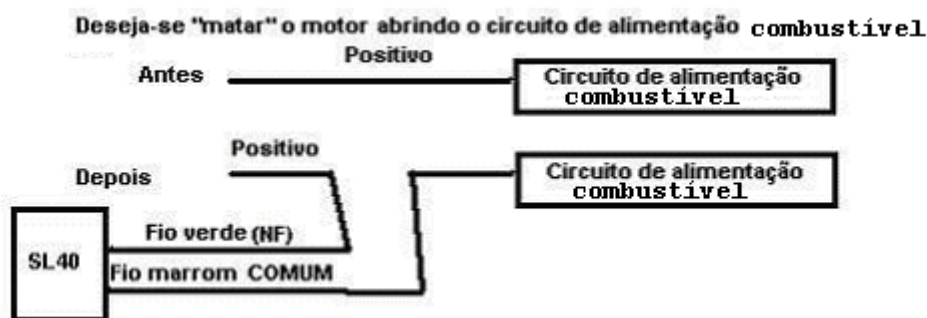 Deseja-se "matar" o motor abrindo o circuito de alimentação combustível
Positivo
Antes
Circuito de alimentação
combustível
Positivo
Depois
Circuito de alimentação
combustível
Fio verde (NF)
SL40
Fio marrom COMUM